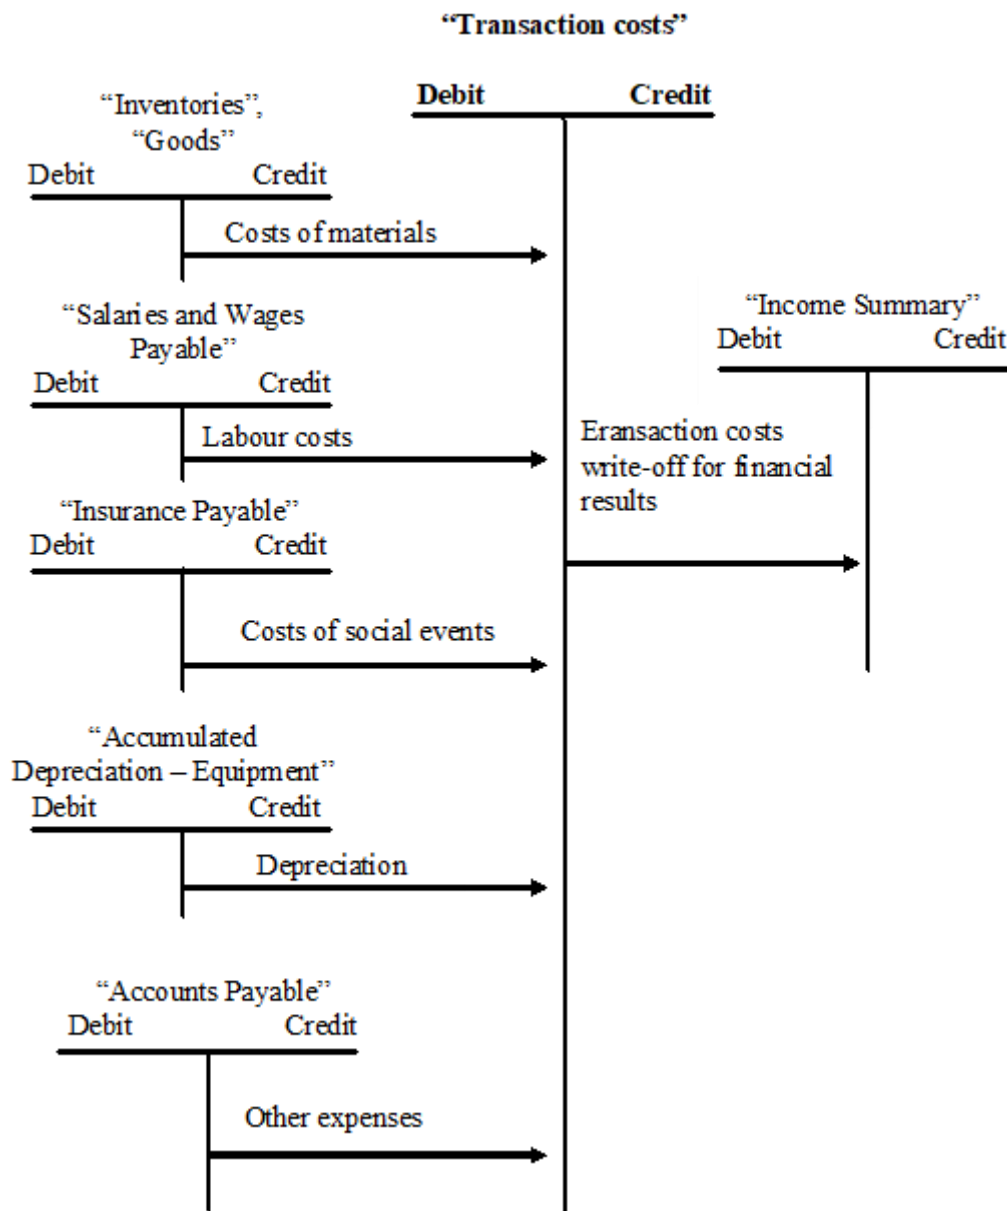 “Transaction costs”
Debit Credit
“Inventories”,
“Goods”
Debit Credit
Costs of materials
“Salaries and Wages
Payable”
Debit Credit
Labour costs
“Insurance Payable”
Debit Credit
Costs of social events
“Accumulated
Depreciation – Equipment”
Debit Credit
Depreciation
“Accounts Payable”
Debit Credit
Other expenses
“Income Summary”
Debit Credit
Eransaction costs
write-off for financial
results